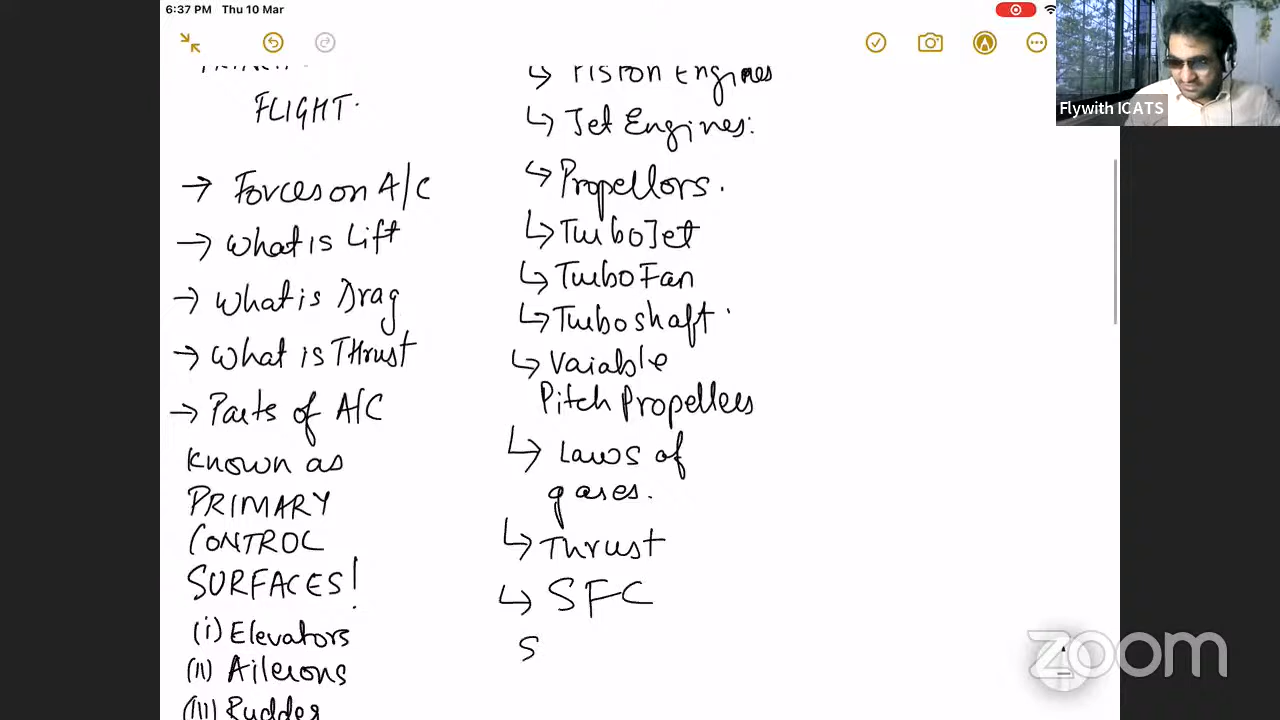 6:37 PM Thu 10 Mar
Flywith ICATS
FLIGHT.
→ Forces on A/C
→ What is Lift
→ What is Drag
→ What is Thrust
→ Parts of A/C
known as
PRIMARY
CONTROL
SURFACES!
(i) Elevators
(ii) Ailerons
(iii) Rudder
↳ Piston Engines
↳ Jet Engines:
↳ Propellors.
↳ TurboJet
↳ TurboFan
↳ Turboshaft
↳ Vaiable
Pitch Propellers
↳ Laws of
gases.
↳ Thrust
↳ SFC
S
zoom